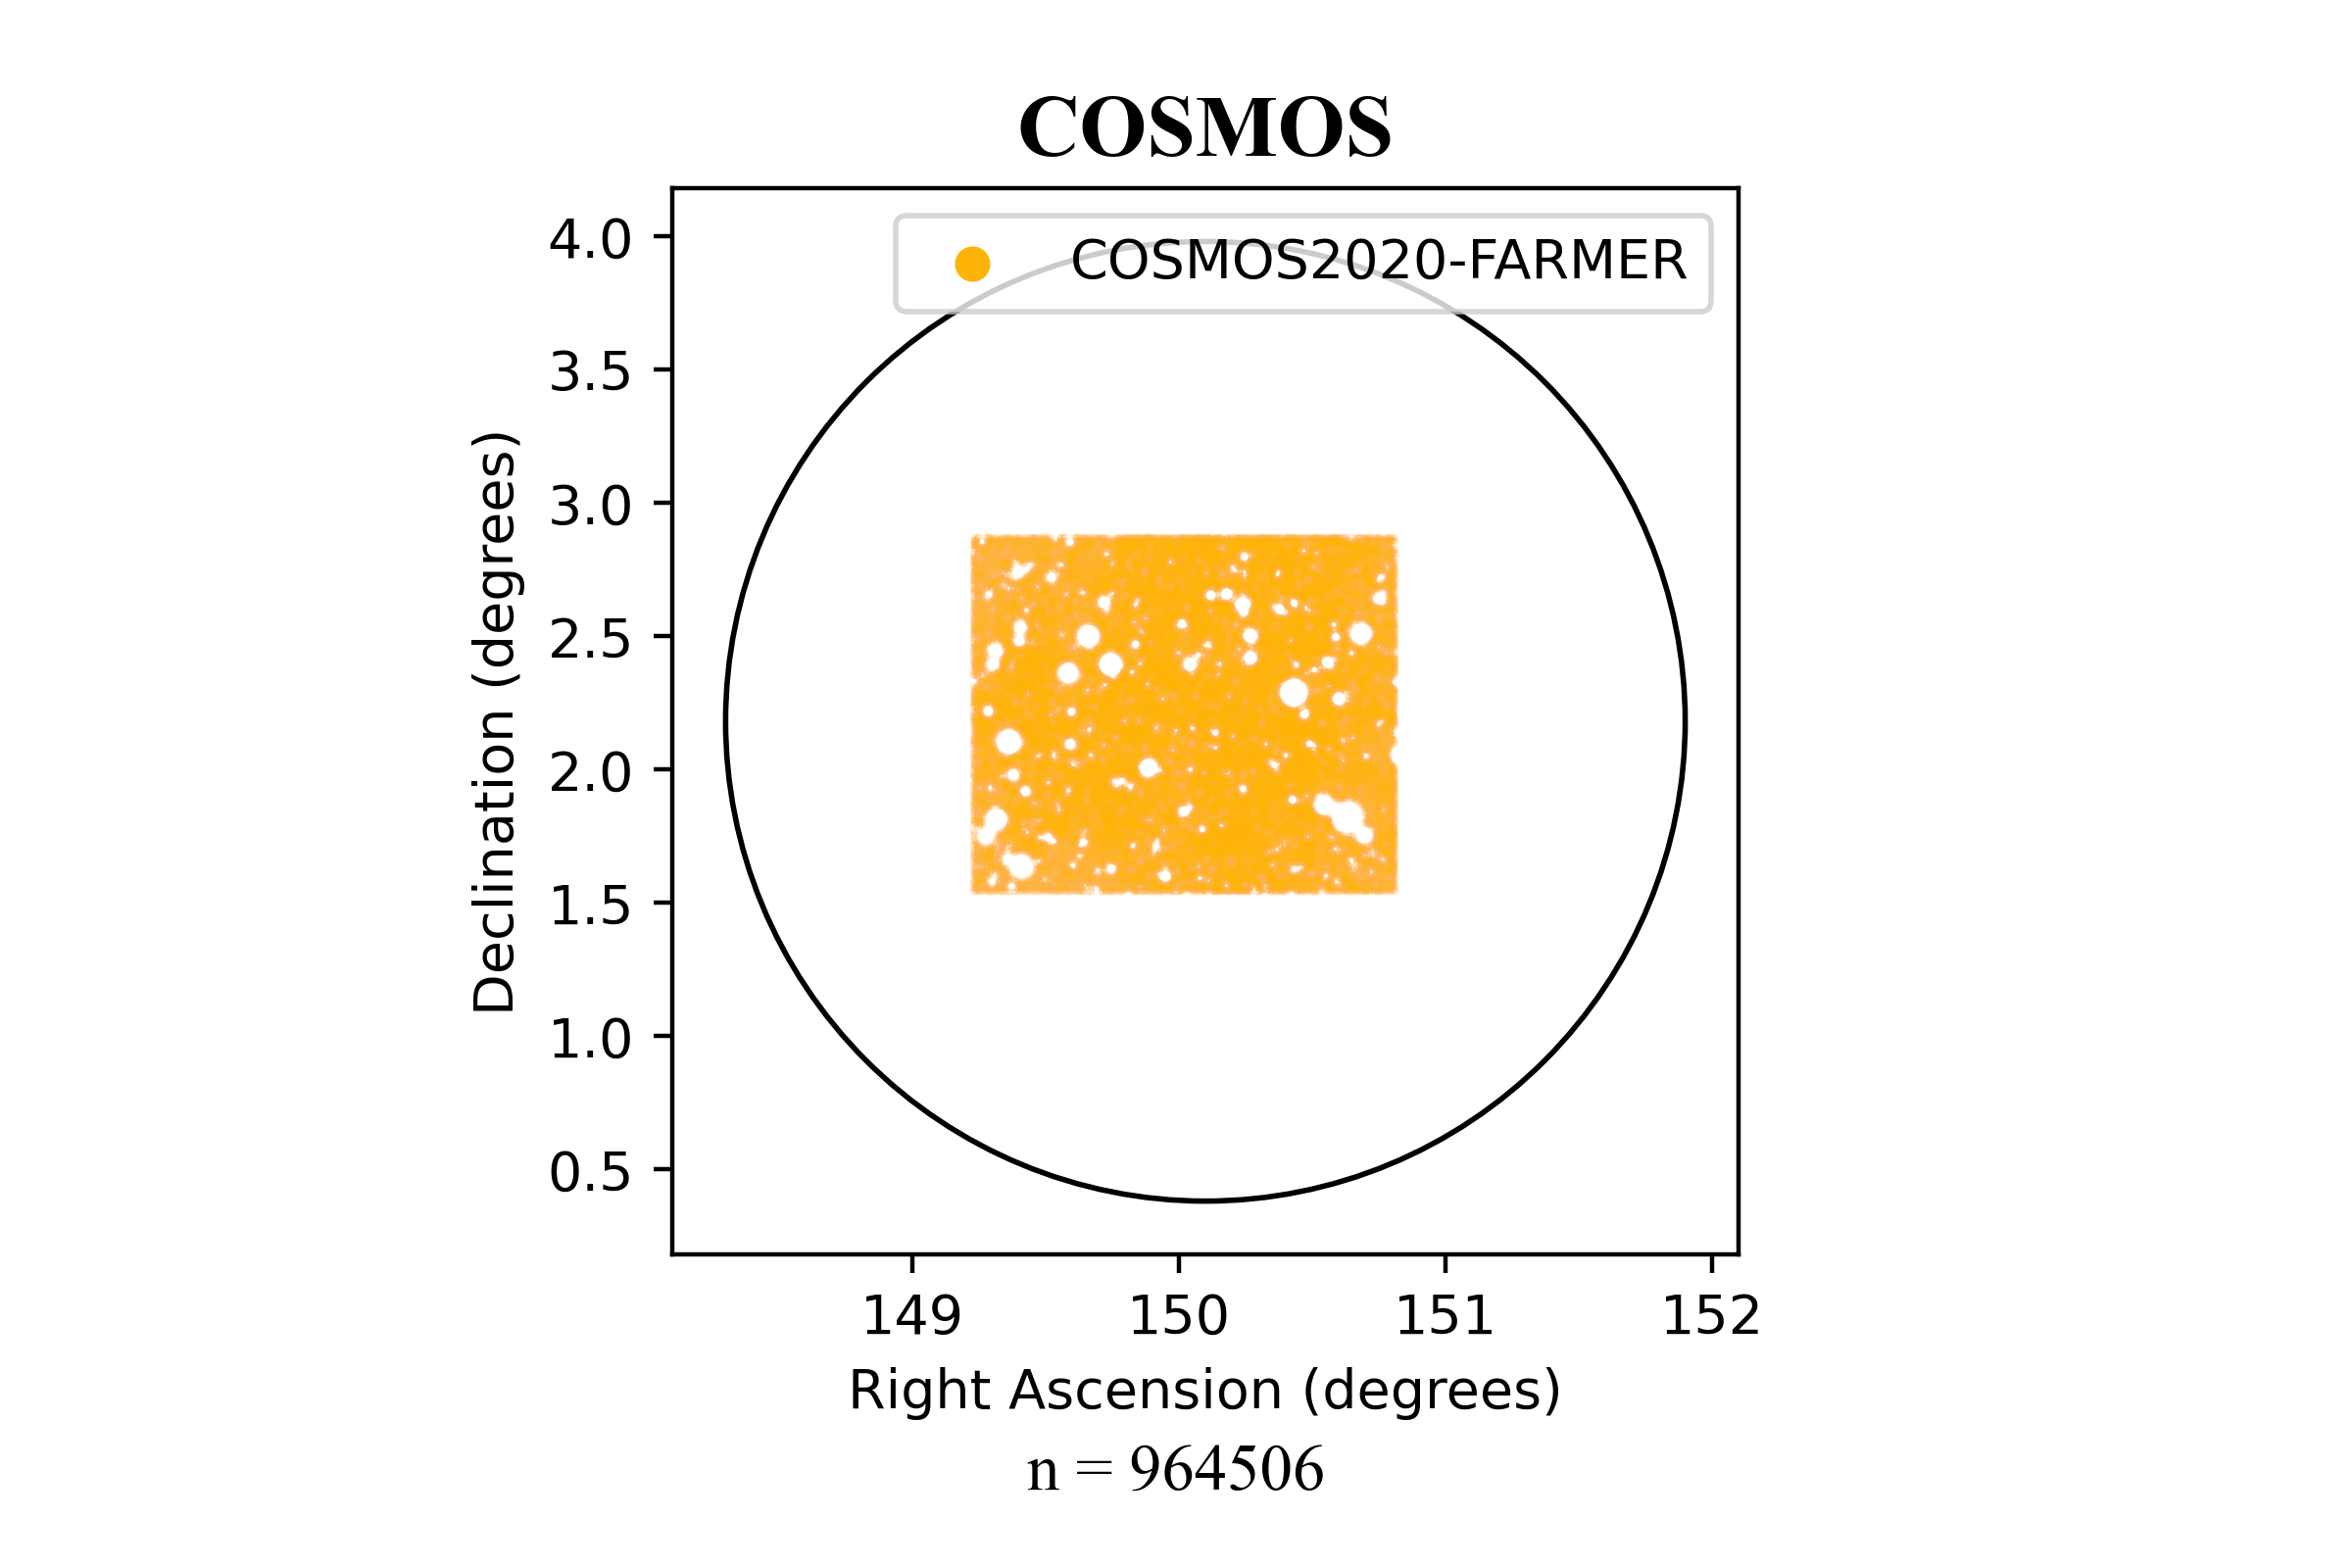 COSMOS
COSMOS2020-FARMER
4.0
3.5
3.0
2.5
2.0
1.5
1.0
0.5
Declination (degrees)
149 150 151 152
Right Ascension (degrees)
n = 964506